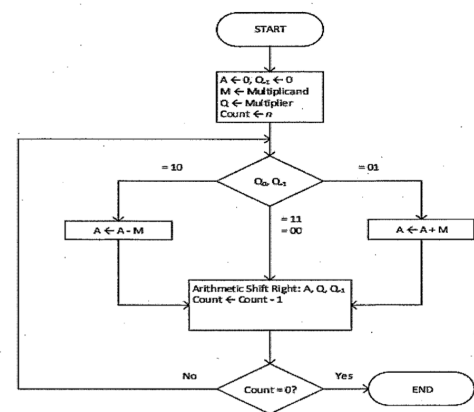 START
A ← 0, Q₋₁ ← 0
M ← Multiplicand
Q ← Multiplier
Count ← n
= 10
Q₀, Q₋₁
= 01
= 11
= 00
A ← A - M
A ← A + M
Arithmetic Shift Right: A, Q, Q₋₁
Count ← Count - 1
No
Count = 0?
Yes
END